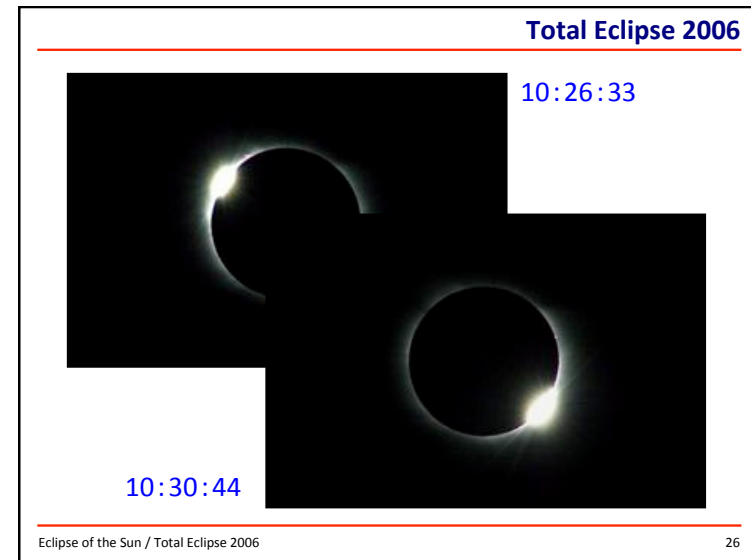 Total Eclipse 2006
10:26:33
10:30:44
Eclipse of the Sun / Total Eclipse 2006 26